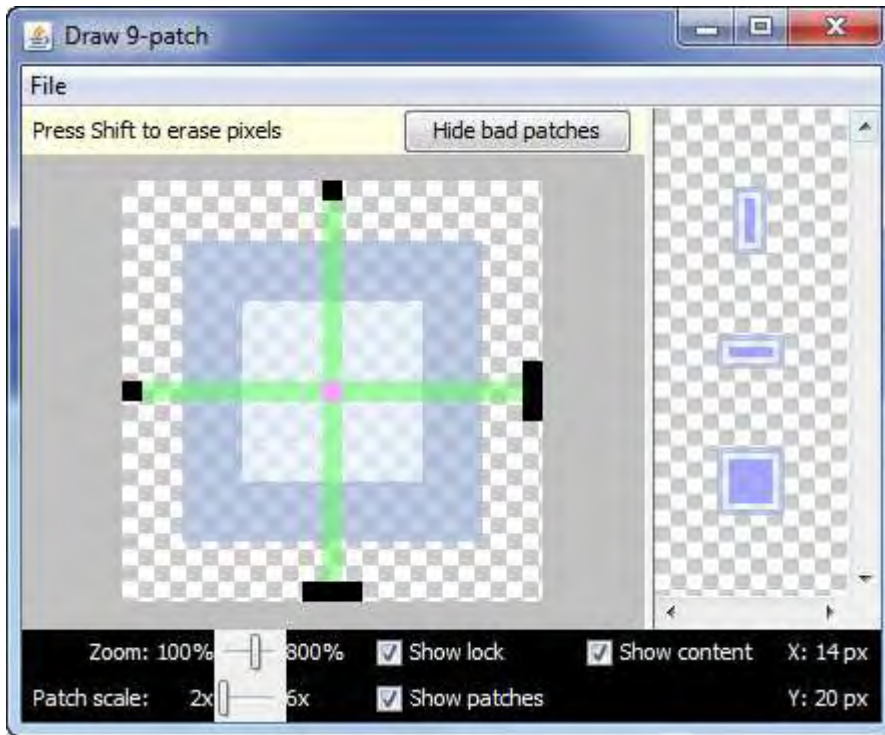 Draw 9-patch
File
Press Shift to erase pixels Hide bad patches
Zoom: 100% 800% Show lock Show content X: 14 px
Patch scale: 2x 6x Show patches Y: 20 px